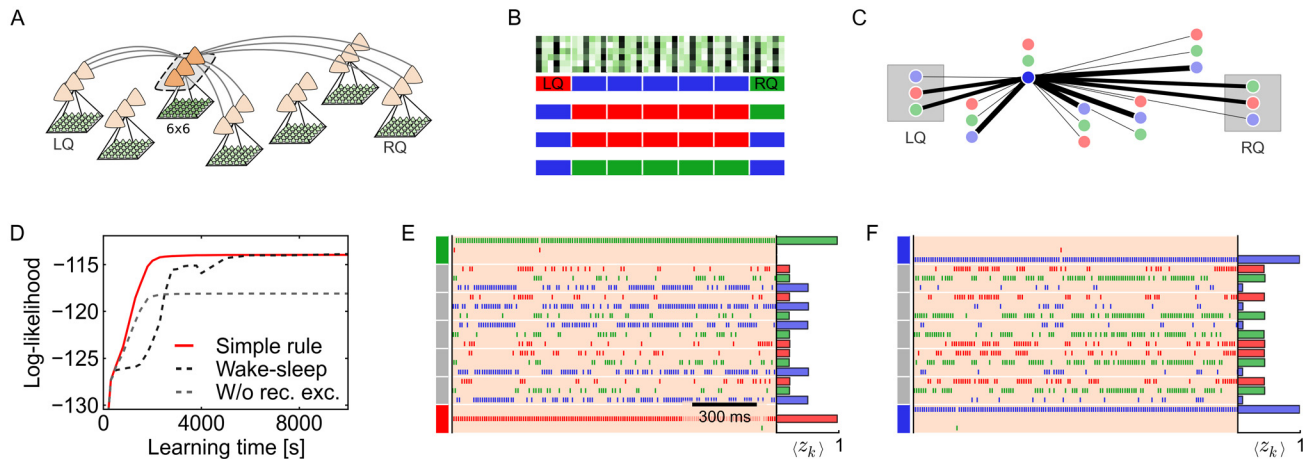 A
LQ
6x6
RQ
B
LQ
RQ
C
LQ
RQ
D
Log-likelihood
−115
−120
−125
−130
Simple rule
Wake-sleep
W/o rec. exc.
0
4000
8000
Learning time [s]
E
300 ms
⟨z_k⟩ 1
F
⟨z_k⟩ 1